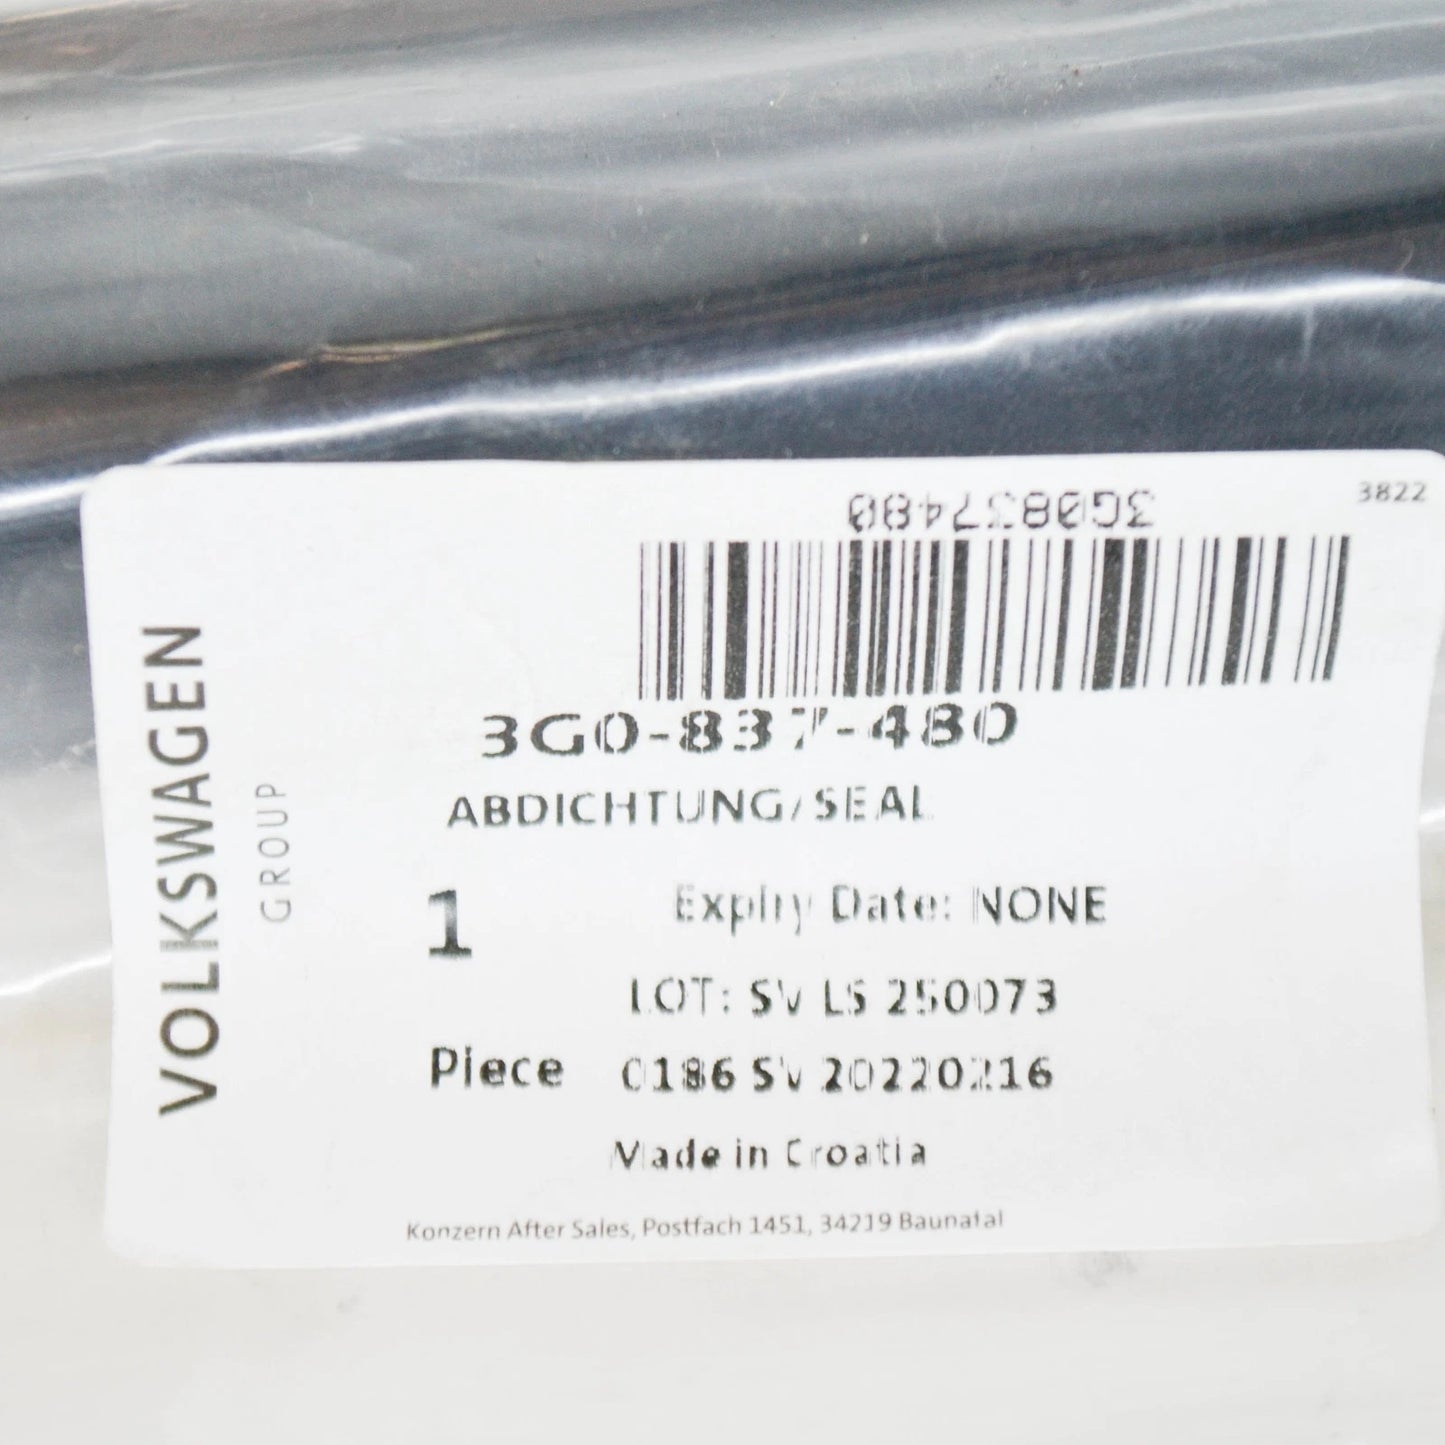 3822
3G0837480
3G0-837-480
ABDICHTUNG/SEAL
1
Expiry Date: NONE
LOT: SV LS 250073
Piece 0186 SV 20220216
Made in Croatia
Konzern After Sales, Postfach 1451, 34219 Baunatal
VOLKSWAGEN
GROUP